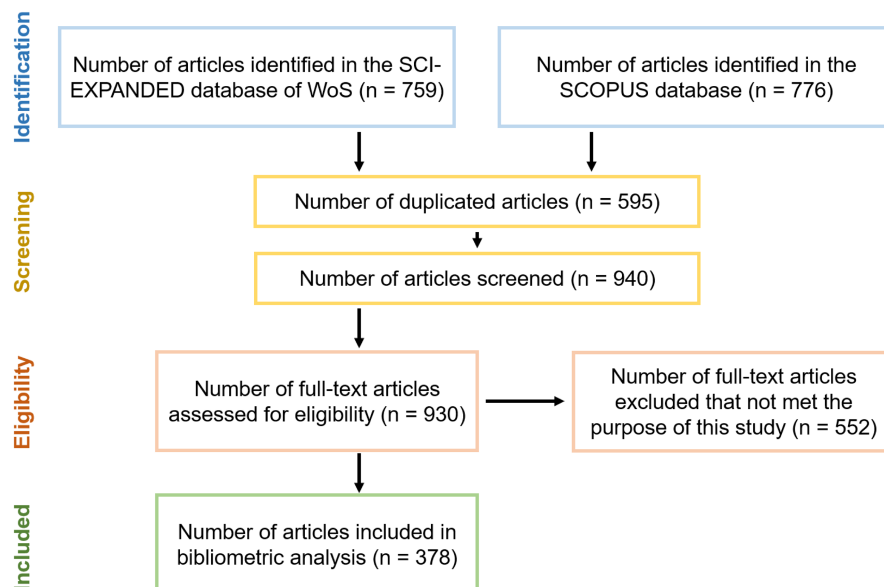 Identification
Number of articles identified in the SCI-
EXPANDED database of WoS (n = 759)
Number of articles identified in the
SCOPUS database (n = 776)
Screening
Number of duplicated articles (n = 595)
Number of articles screened (n = 940)
Eligibility
Number of full-text articles
assessed for eligibility (n = 930)
Number of full-text articles
excluded that not met the
purpose of this study (n = 552)
Included
Number of articles included in
bibliometric analysis (n = 378)